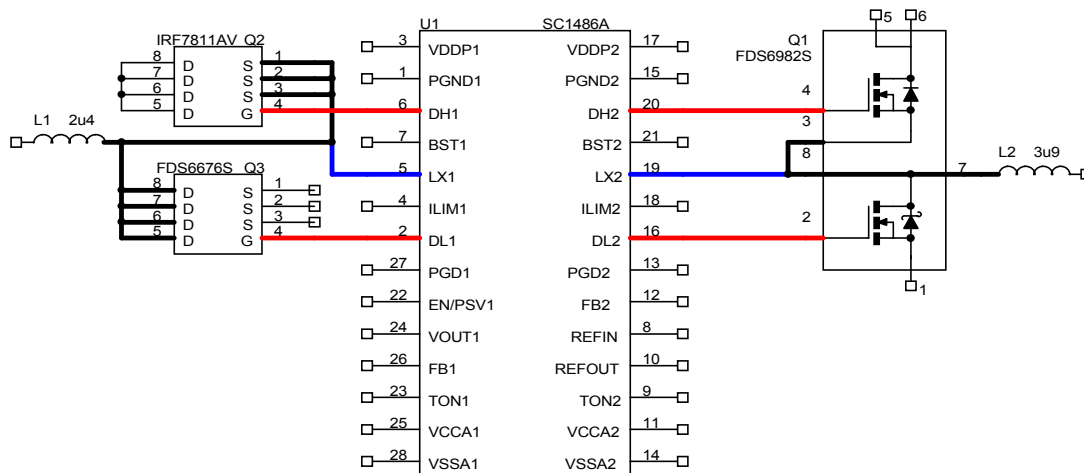 U1 SC1486A
IRF7811AV Q2
8 D S 1
7 D S 2
6 D S 3
5 D G 4
L1 2u4
FDS6676S Q3
8 D S 1
7 D S 2
6 D S 3
5 D G 4
3 VDDP1 VDDP2 17
1 PGND1 PGND2 15
6 DH1 DH2 20
7 BST1 BST2 21
5 LX1 LX2 19
4 ILIM1 ILIM2 18
2 DL1 DL2 16
27 PGD1 PGD2 13
22 EN/PSV1 FB2 12
24 VOUT1 REFIN 8
26 FB1 REFOUT 10
23 TON1 TON2 9
25 VCCA1 VCCA2 11
28 VSSA1 VSSA2 14
5 6
Q1
FDS6982S
4
3
8
7
2
1
L2 3u9